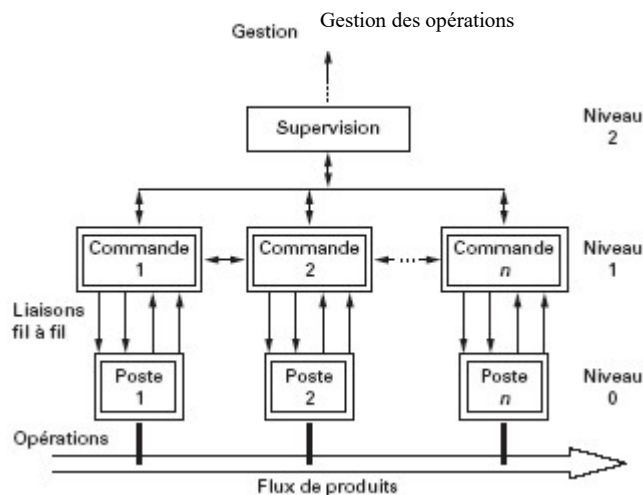 Gestion des opérations
Gestion
Supervision
Niveau
2
Commande
1
Commande
2
Commande
n
Niveau
1
Liaisons
fil à fil
Poste
1
Poste
2
Poste
n
Niveau
0
Opérations
Flux de produits